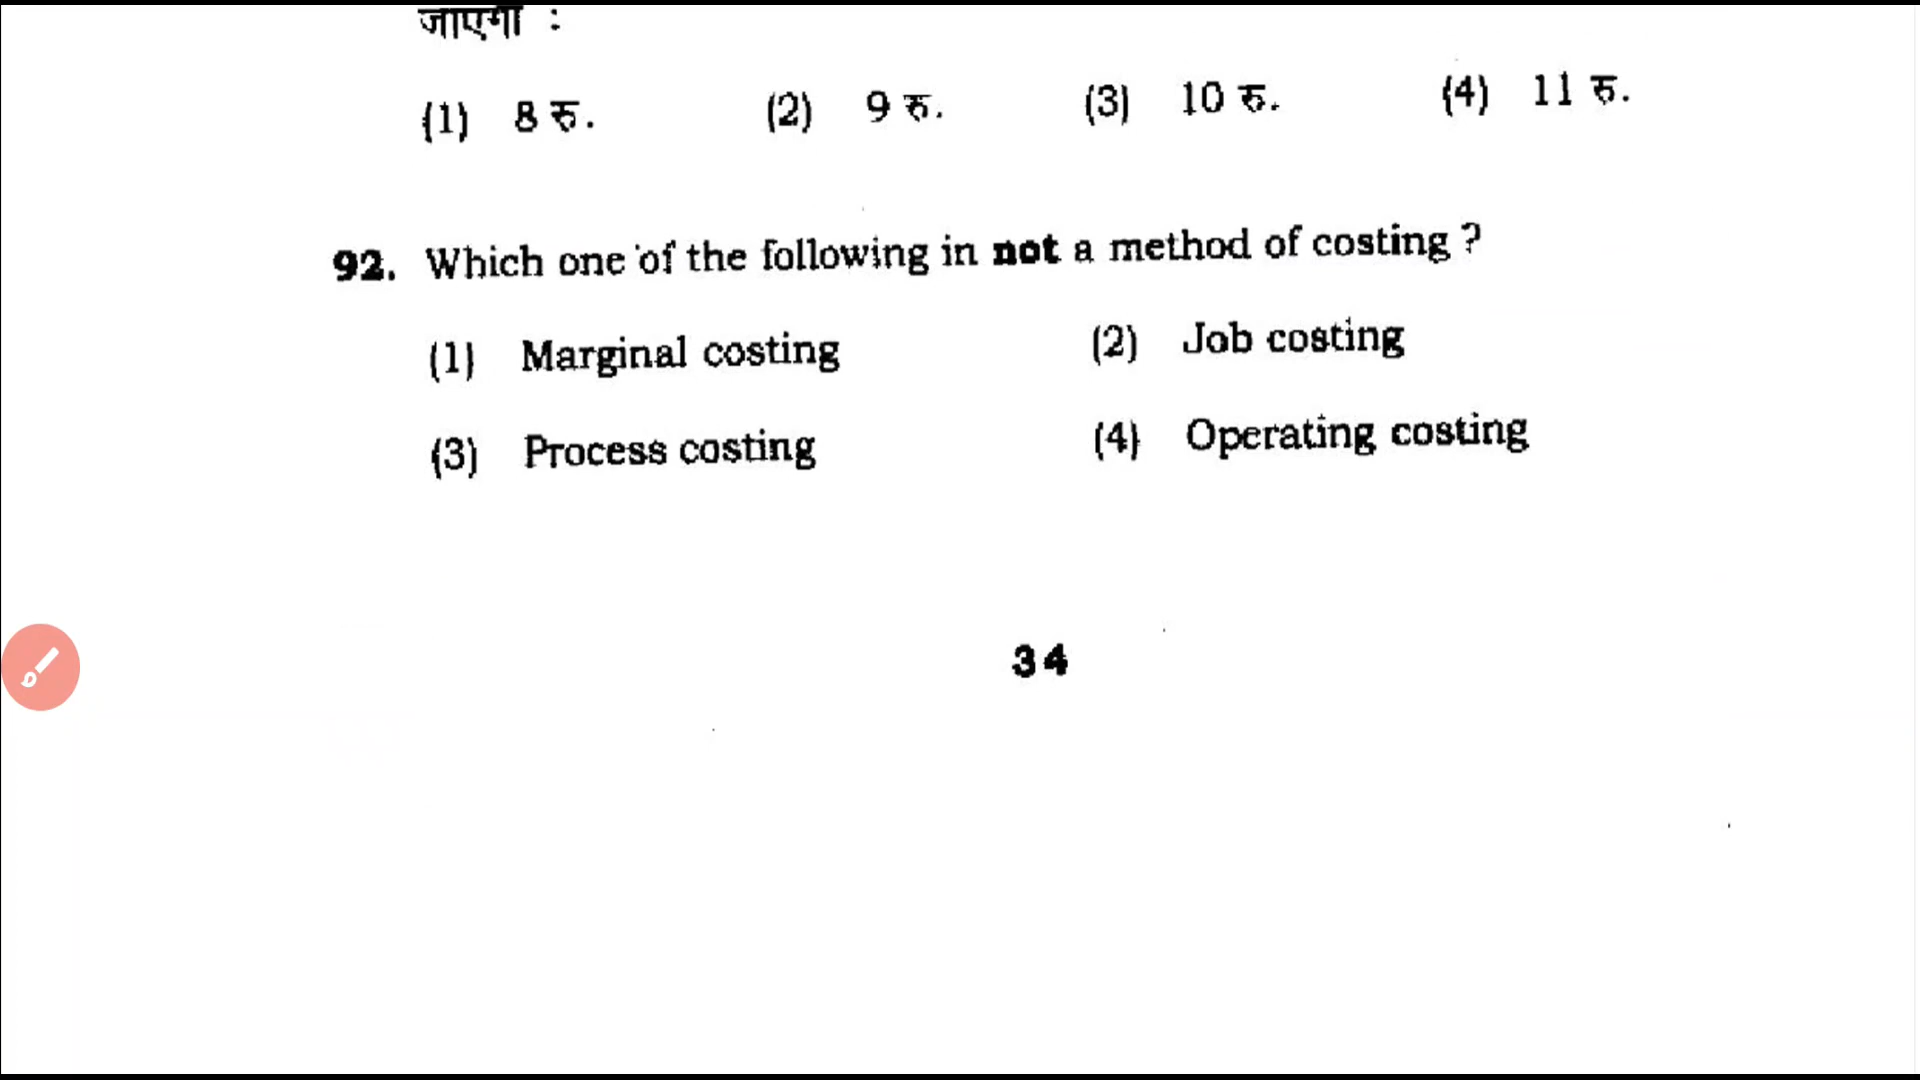 जाएगी :
(1) 8 रु. (2) 9 रु. (3) 10 रु. (4) 11 रु.
92. Which one of the following in not a method of costing ?
(1) Marginal costing (2) Job costing
(3) Process costing (4) Operating costing
34